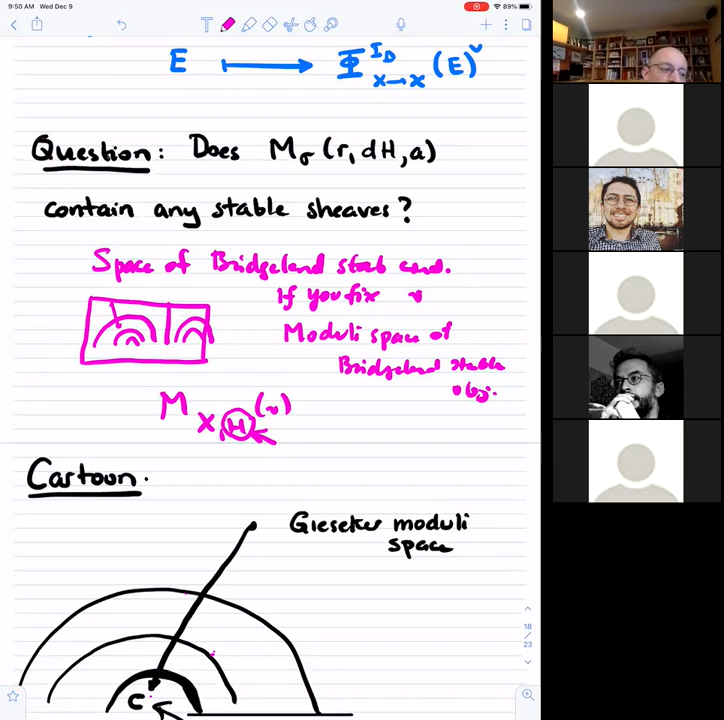 9:50 AM Wed Dec 9
89%
E ⟼ Φ^{I_D}_{X→X}(E)^∨
Question: Does M_σ(r, dH, a)
contain any stable sheaves?
Space of Bridgeland stab cond.
If you fix v
Moduli space of
Bridgeland stable
obj.
M_{X,H}(v)
Cartoon.
Gieseker moduli
space
C
18
/
23